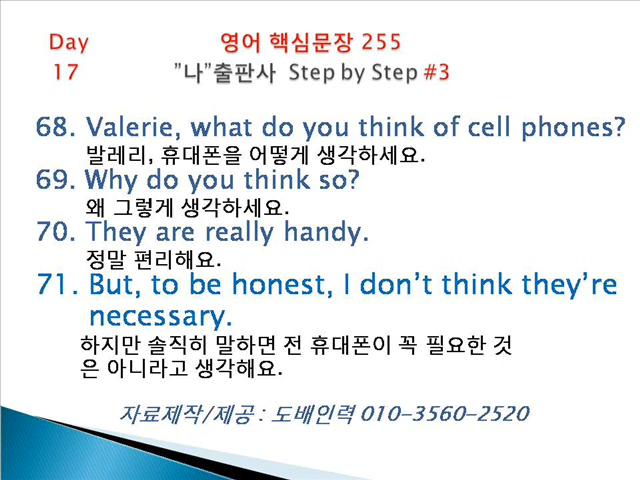 Day 영어 핵심문장 255
17 "나"출판사 Step by Step #3
68. Valerie, what do you think of cell phones?
발레리, 휴대폰을 어떻게 생각하세요.
69. Why do you think so?
왜 그렇게 생각하세요.
70. They are really handy.
정말 편리해요.
71. But, to be honest, I don't think they're
necessary.
하지만 솔직히 말하면 전 휴대폰이 꼭 필요한 것
은 아니라고 생각해요.
자료제작/제공 : 도배인력 010-3560-2520